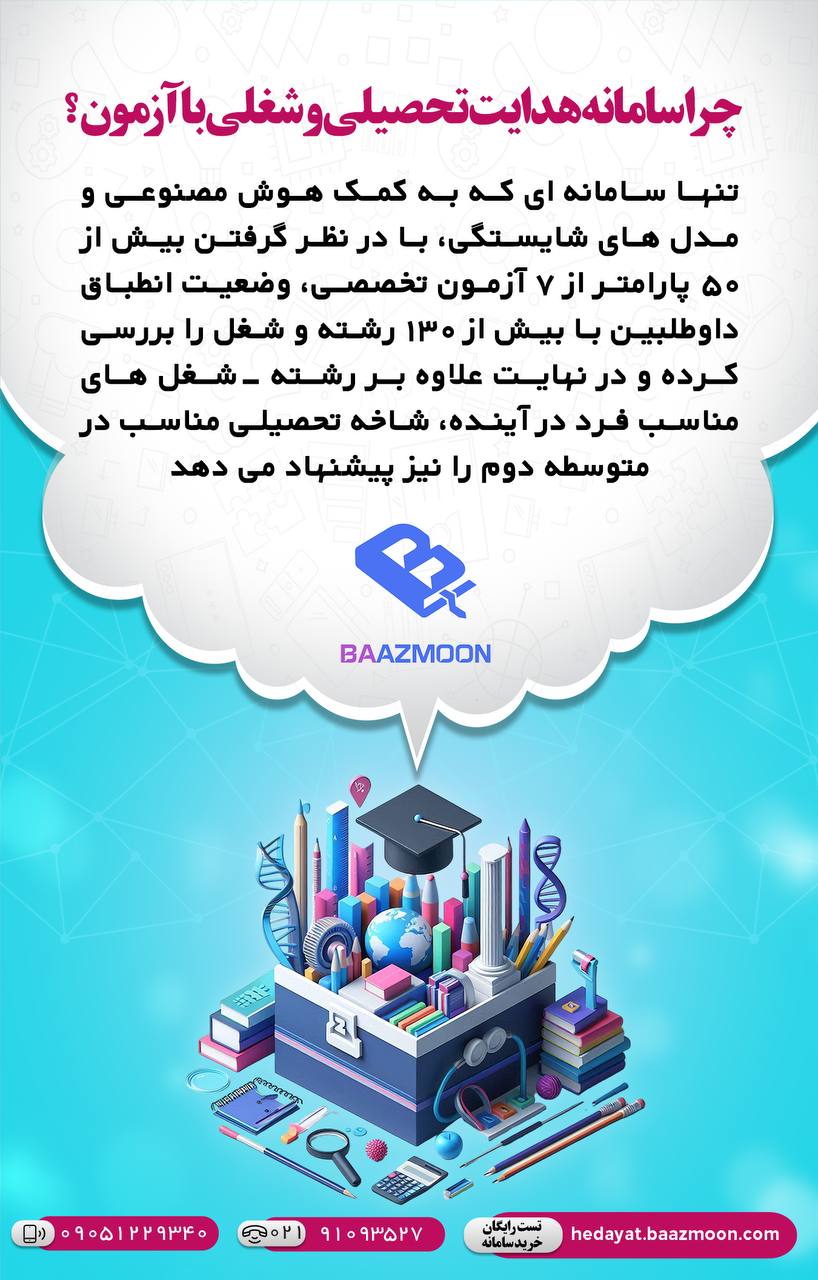 چرا سامانه هدایت تحصیلی و شغلی با آزمون؟
تنها سامانه ای که به کمک هوش مصنوعی و
مدل های شایستگی، با در نظر گرفتن بیش از
۵۰ پارامتر از ۷ آزمون تخصصی، وضعیت انطباق
داوطلبین با بیش از ۱۳۰ رشته و شغل را بررسی
کرده و در نهایت علاوه بر رشته - شغل های
مناسب فرد در آینده، شاخه تحصیلی مناسب در
متوسطه دوم را نیز پیشنهاد می دهد
BAAZMOON
۰۹۰۵۱۲۲۹۳۴۰
۰۲۱ ۹۱۰۹۳۵۲۷
تست رایگان
خرید سامانه
hedayat.baazmoon.com